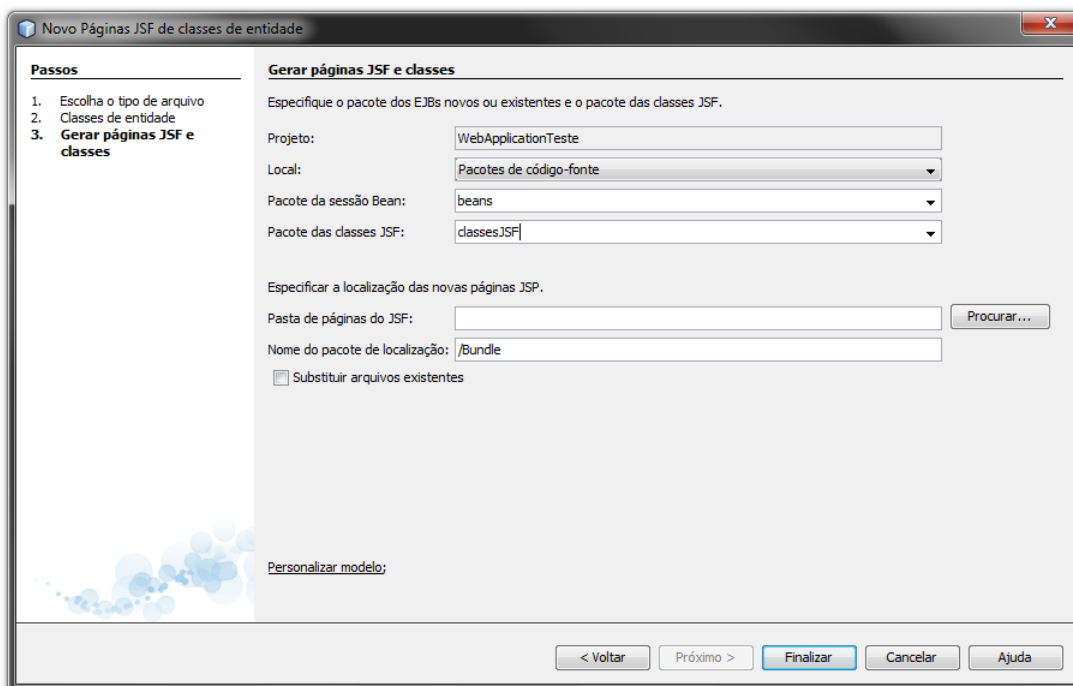 Novo Páginas JSF de classes de entidade
Passos
1. Escolha o tipo de arquivo
2. Classes de entidade
3. Gerar páginas JSF e
classes
Gerar páginas JSF e classes
Especifique o pacote dos EJBs novos ou existentes e o pacote das classes JSF.
Projeto: WebApplicationTeste
Local: Pacotes de código-fonte
Pacote da sessão Bean: beans
Pacote das classes JSF: classesJSF
Especificar a localização das novas páginas JSP.
Pasta de páginas do JSF: Procurar...
Nome do pacote de localização: /Bundle
Substituir arquivos existentes
Personalizar modelo;
< Voltar Próximo > Finalizar Cancelar Ajuda